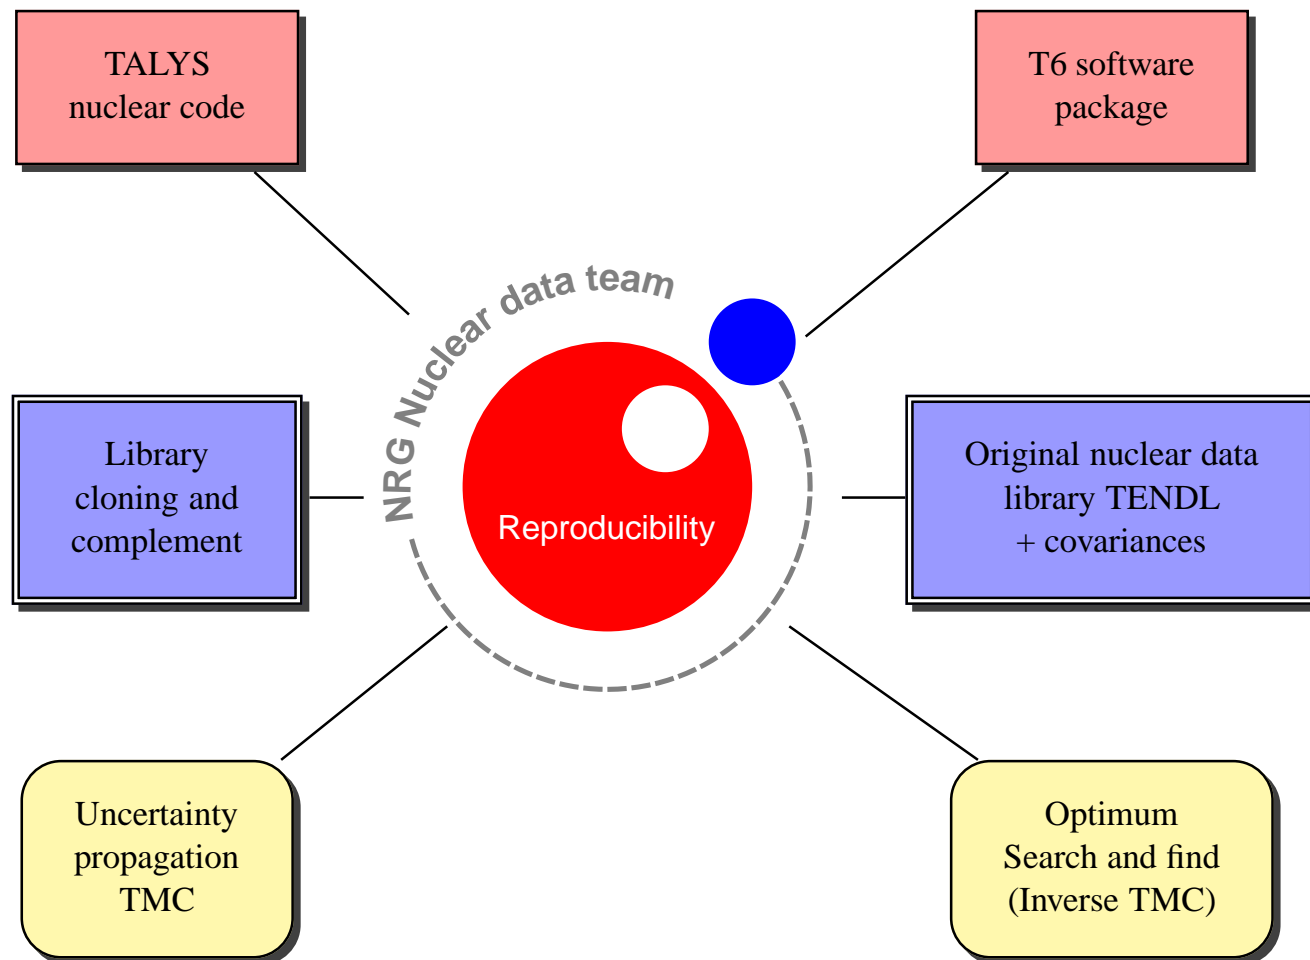 TALYS
nuclear code
T6 software
package
NRG Nuclear data team
Library
cloning and
complement
Reproducibility
Original nuclear data
library TENDL
+ covariances
Uncertainty
propagation
TMC
Optimum
Search and find
(Inverse TMC)